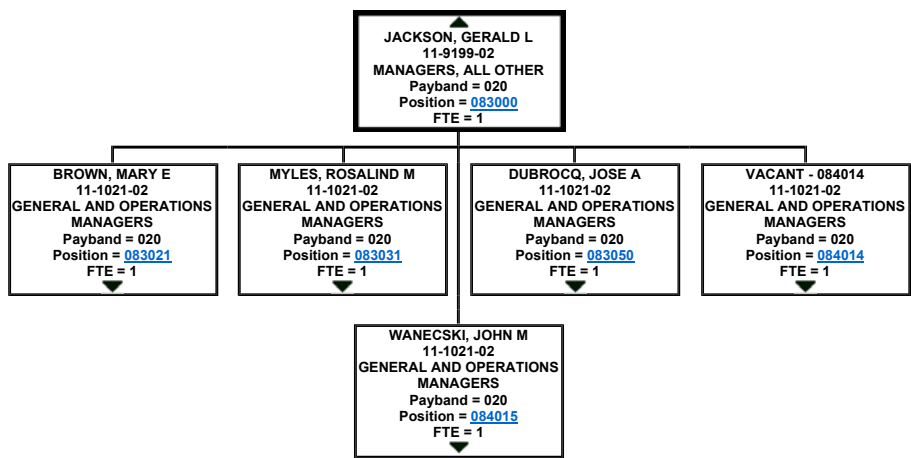 JACKSON, GERALD L
11-9199-02
MANAGERS, ALL OTHER
Payband = 020
Position = 083000
FTE = 1
BROWN, MARY E
11-1021-02
GENERAL AND OPERATIONS
MANAGERS
Payband = 020
Position = 083021
FTE = 1
MYLES, ROSALIND M
11-1021-02
GENERAL AND OPERATIONS
MANAGERS
Payband = 020
Position = 083031
FTE = 1
DUBROCQ, JOSE A
11-1021-02
GENERAL AND OPERATIONS
MANAGERS
Payband = 020
Position = 083050
FTE = 1
VACANT - 084014
11-1021-02
GENERAL AND OPERATIONS
MANAGERS
Payband = 020
Position = 084014
FTE = 1
WANECSKI, JOHN M
11-1021-02
GENERAL AND OPERATIONS
MANAGERS
Payband = 020
Position = 084015
FTE = 1